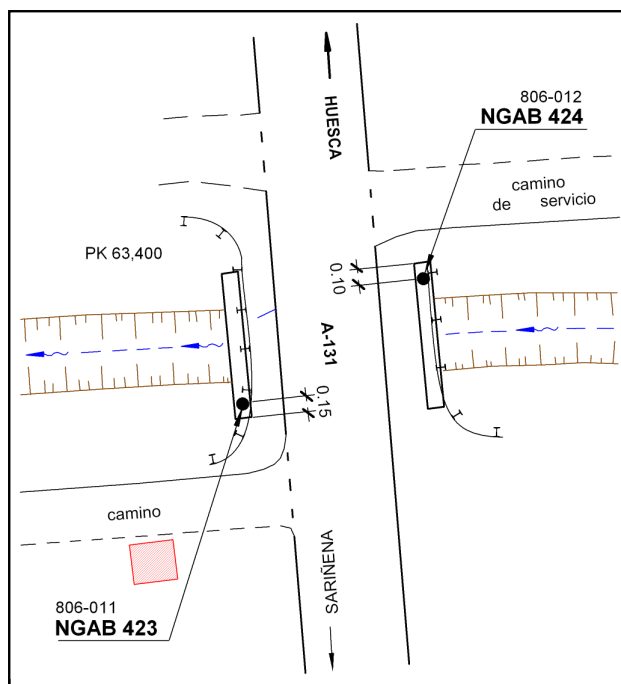 HUESCA
806-012
NGAB 424
camino
de servicio
PK 63,400
0.10
A-131
0.15
camino
SARIÑENA
806-011
NGAB 423